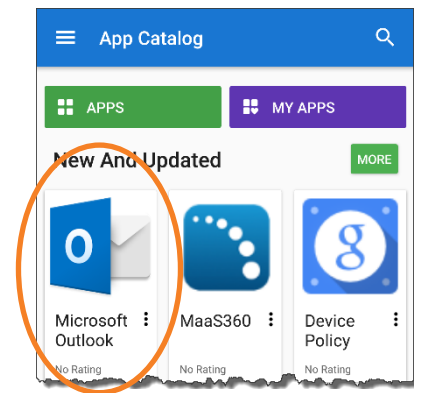 App Catalog
APPS
MY APPS
New And Updated
MORE
o
g
Microsoft
Outlook
MaaS360
Device
Policy
No Rating
No Rating
No Rating